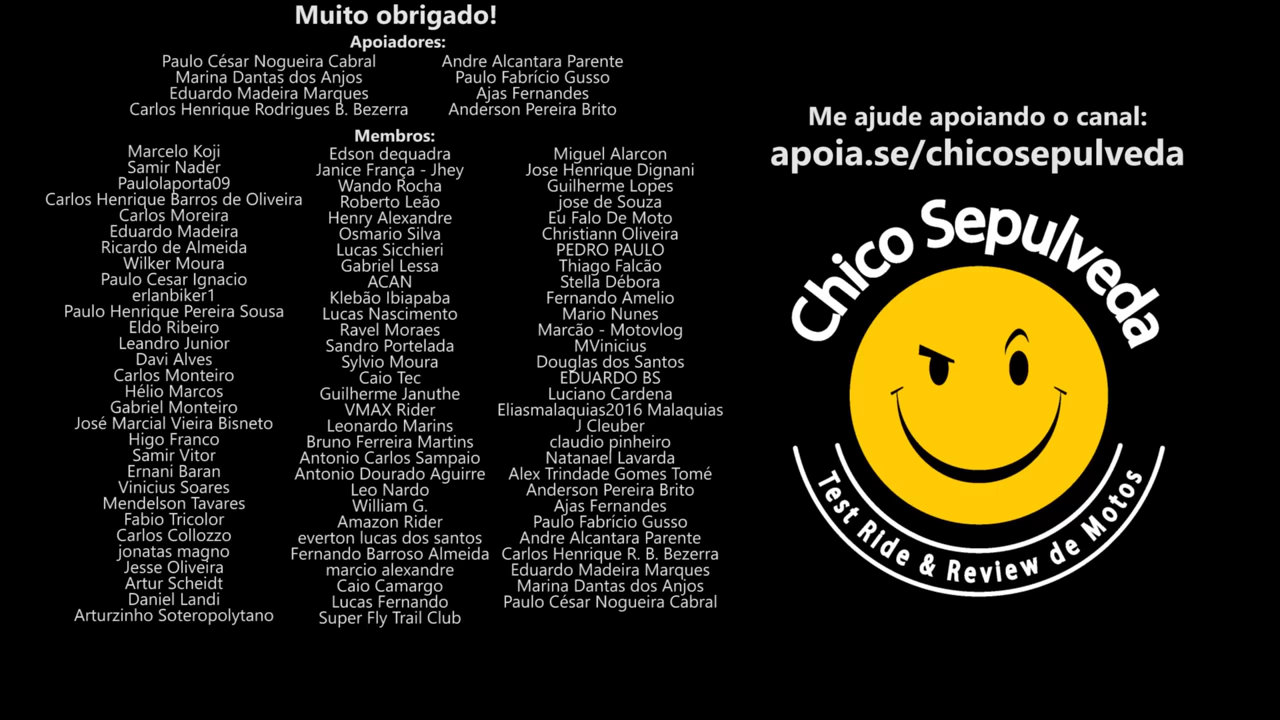 Muito obrigado!
Apoiadores:
Paulo César Nogueira Cabral
Marina Dantas dos Anjos
Eduardo Madeira Marques
Carlos Henrique Rodrigues B. Bezerra
Andre Alcantara Parente
Paulo Fabrício Gusso
Ajas Fernandes
Anderson Pereira Brito
Membros:
Marcelo Koji
Samir Nader
Paulolaporta09
Carlos Henrique Barros de Oliveira
Carlos Moreira
Eduardo Madeira
Ricardo de Almeida
Wilker Moura
Paulo Cesar Ignacio
erlanbiker1
Paulo Henrique Pereira Sousa
Eldo Ribeiro
Leandro Junior
Davi Alves
Carlos Monteiro
Hélio Marcos
Gabriel Monteiro
José Marcial Vieira Bisneto
Higo Franco
Samir Vitor
Ernani Baran
Vinicius Soares
Mendelson Tavares
Fabio Tricolor
Carlos Collozzo
jonatas magno
Jesse Oliveira
Artur Scheidt
Daniel Landi
Arturzinho Soteropolytano
Edson dequadra
Janice França - Jhey
Wando Rocha
Roberto Leão
Henry Alexandre
Osmario Silva
Lucas Sicchieri
Gabriel Lessa
ACAN
Klebão Ibiapaba
Lucas Nascimento
Ravel Moraes
Sandro Portelada
Sylvio Moura
Caio Tec
Guilherme Januthe
VMAX Rider
Leonardo Marins
Bruno Ferreira Martins
Antonio Carlos Sampaio
Antonio Dourado Aguirre
Leo Nardo
William G.
Amazon Rider
everton lucas dos santos
Fernando Barroso Almeida
marcio alexandre
Caio Camargo
Lucas Fernando
Super Fly Trail Club
Miguel Alarcon
Jose Henrique Dignani
Guilherme Lopes
jose de Souza
Eu Falo De Moto
Christiann Oliveira
PEDRO PAULO
Thiago Falcão
Stella Débora
Fernando Amelio
Mario Nunes
Marcão - Motovlog
MVinicius
Douglas dos Santos
EDUARDO BS
Luciano Cardena
Eliasmalaquias2016 Malaquias
J Cleuber
claudio pinheiro
Natanael Lavarda
Alex Trindade Gomes Tomé
Anderson Pereira Brito
Ajas Fernandes
Paulo Fabrício Gusso
Andre Alcantara Parente
Carlos Henrique R. B. Bezerra
Eduardo Madeira Marques
Marina Dantas dos Anjos
Paulo César Nogueira Cabral
Me ajude apoiando o canal:
apoia.se/chicosepulveda
Chico Sepulveda
Test Ride & Review de Motos